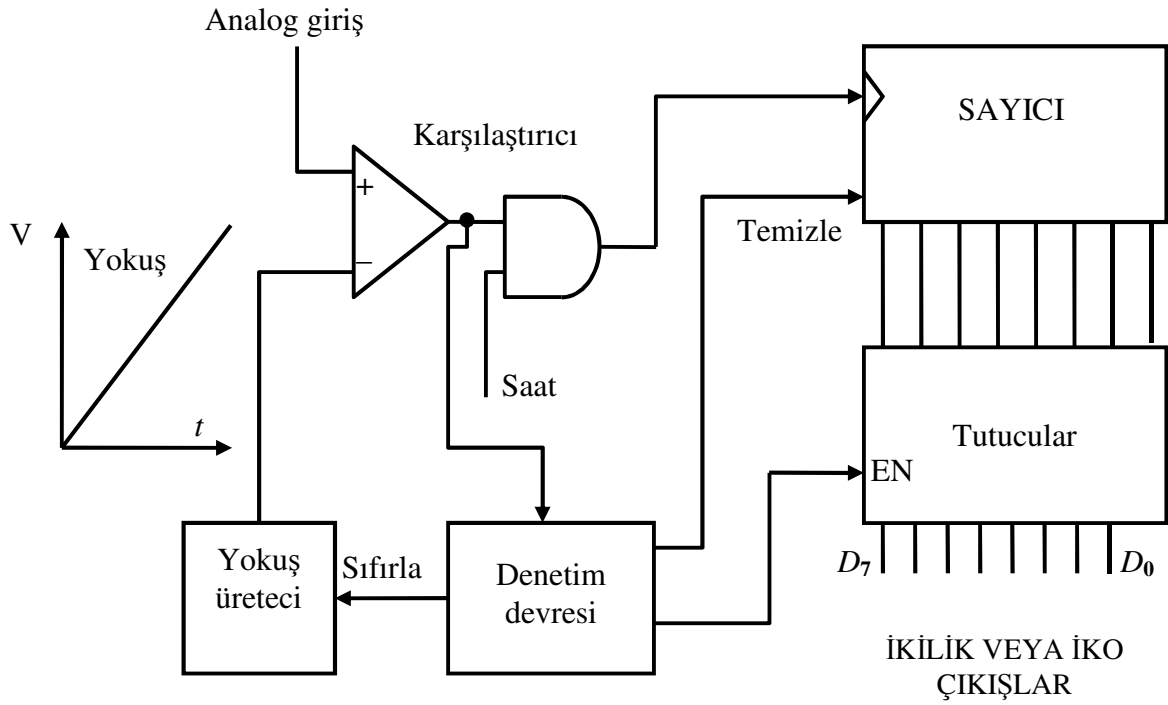 Analog giriş
SAYICI
Karşılaştırıcı
+
V
Yokuş
–
Temizle
Saat
t
Tutucular
EN
Yokuş
üreteci
Sıfırla
Denetim
devresi
D7
D0
İKİLİK VEYA İKO
ÇIKIŞLAR